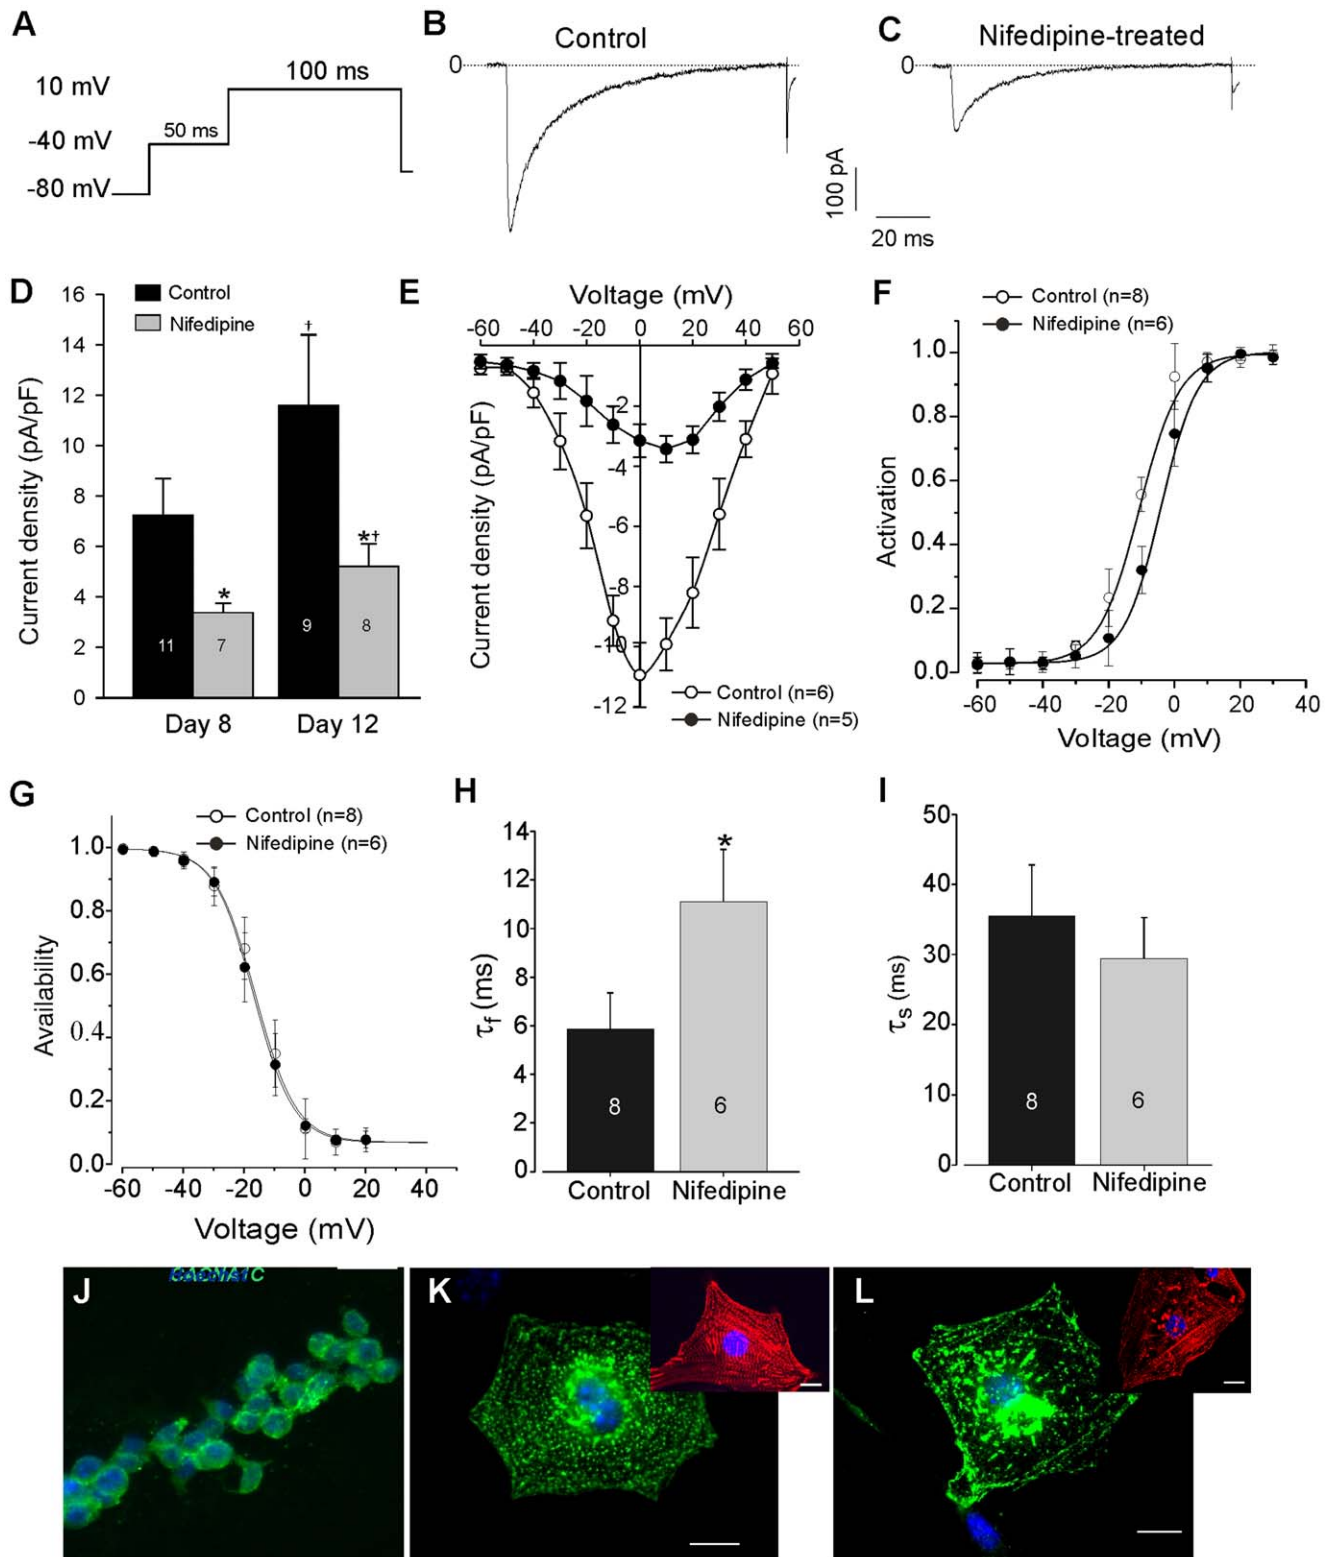 A
10 mV
100 ms
50 ms
-40 mV
-80 mV
B
Control
0
C
Nifedipine-treated
0
100 pA
20 ms
D
Current density (pA/pF)
16
14
12
10
8
6
4
2
0
Control
Nifedipine
†
*
*†
11
7
9
8
Day 8
Day 12
E
Voltage (mV)
-60 -40 -20 0 20 40 60
Current density (pA/pF)
-2
-4
-6
-8
-10
-12
Control (n=6)
Nifedipine (n=5)
F
Control (n=8)
Nifedipine (n=6)
Activation
1.0
0.8
0.6
0.4
0.2
0.0
-60 -40 -20 0 20 40
Voltage (mV)
G
Control (n=8)
Nifedipine (n=6)
Availability
1.0
0.8
0.6
0.4
0.2
0.0
-60 -40 -20 0 20 40
Voltage (mV)
H
τf (ms)
14
12
10
8
6
4
2
0
*
8
6
Control Nifedipine
I
τs (ms)
50
40
30
20
10
0
8
6
Control Nifedipine
J
K
L